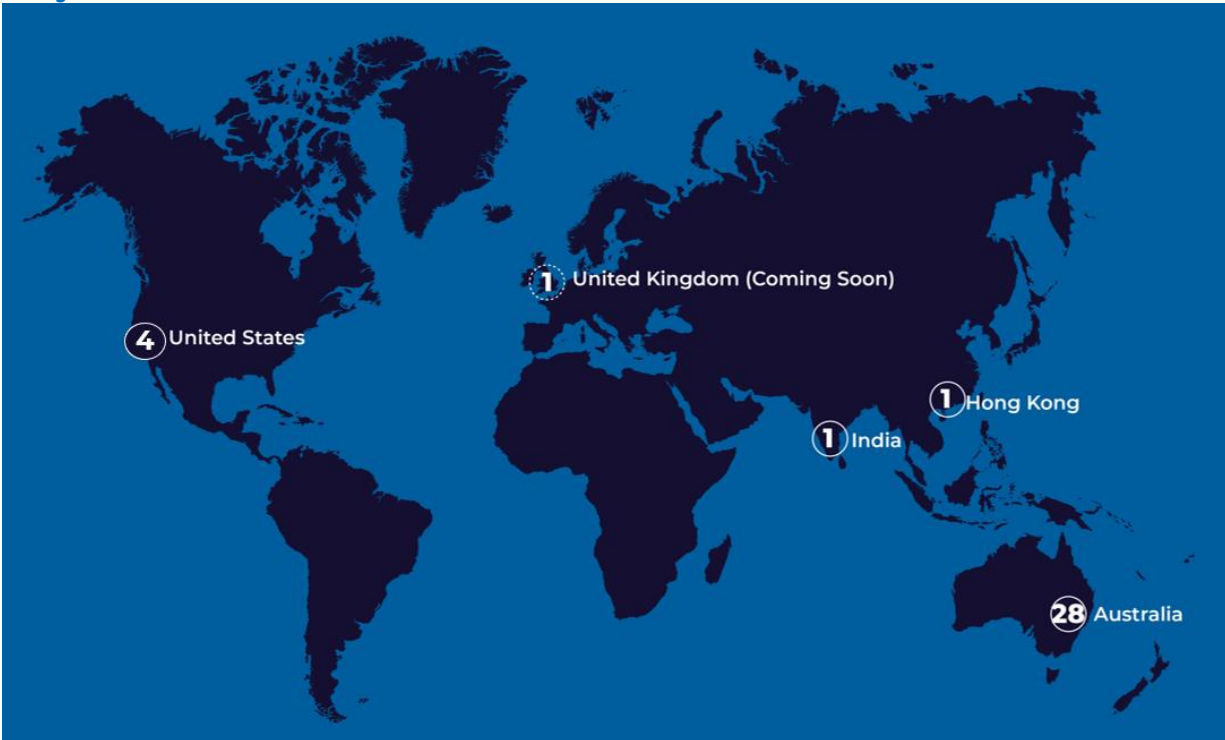 1 United Kingdom (Coming Soon)
4 United States
1 Hong Kong
1 India
28 Australia